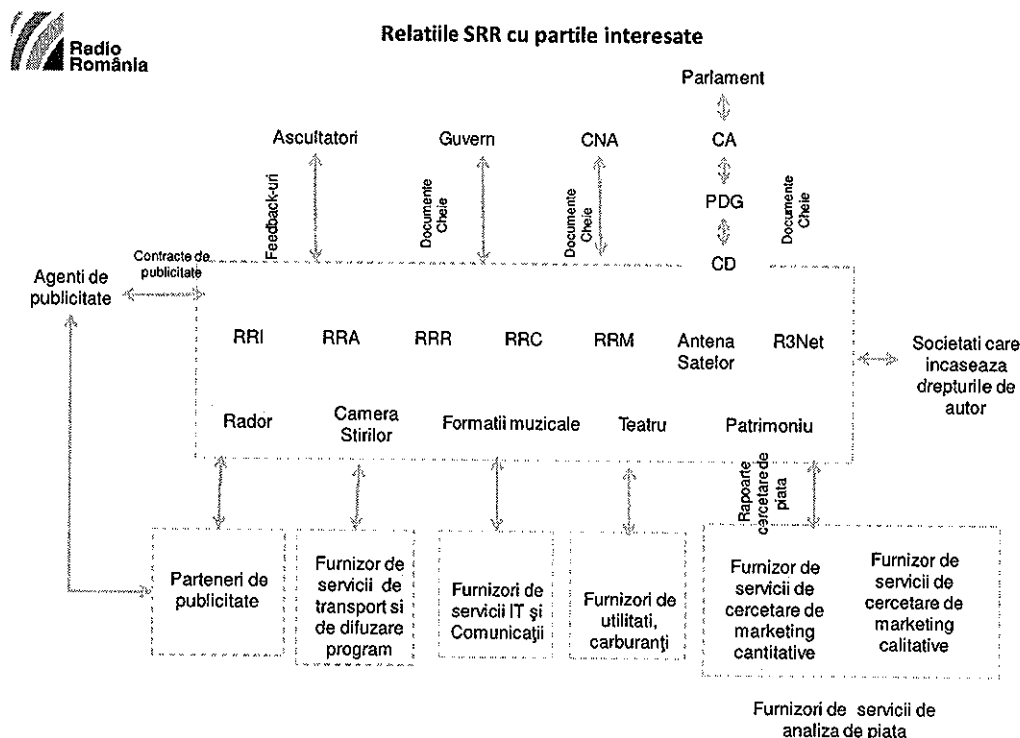 Relatiile SRR cu partile interesate
Radio
România
Parlament
Ascultatori
Guvern
CNA
CA
Feedback-uri
Documente
Cheie
Documente
Cheie
PDG
Documente
Cheie
CD
Contracte de
publicitate
Agenti de
publicitate
RRI
RRA
RRR
RRC
RRM
Antena
Satelor
R3Net
Societati care
incaseaza
drepturile de
autor
Rador
Camera
Stirilor
Formatii muzicale
Teatru
Patrimoniu
Rapoarte
cercetare de
piata
Parteneri de
publicitate
Furnizor de
servicii de
transport si
de difuzare
program
Furnizori de
servicii IT și
Comunicații
Furnizori de
utilitati,
carburanți
Furnizor de
servicii de
cercetare de
marketing
cantitative
Furnizor de
servicii de
cercetare de
marketing
calitative
Furnizori de servicii de
analiza de piata